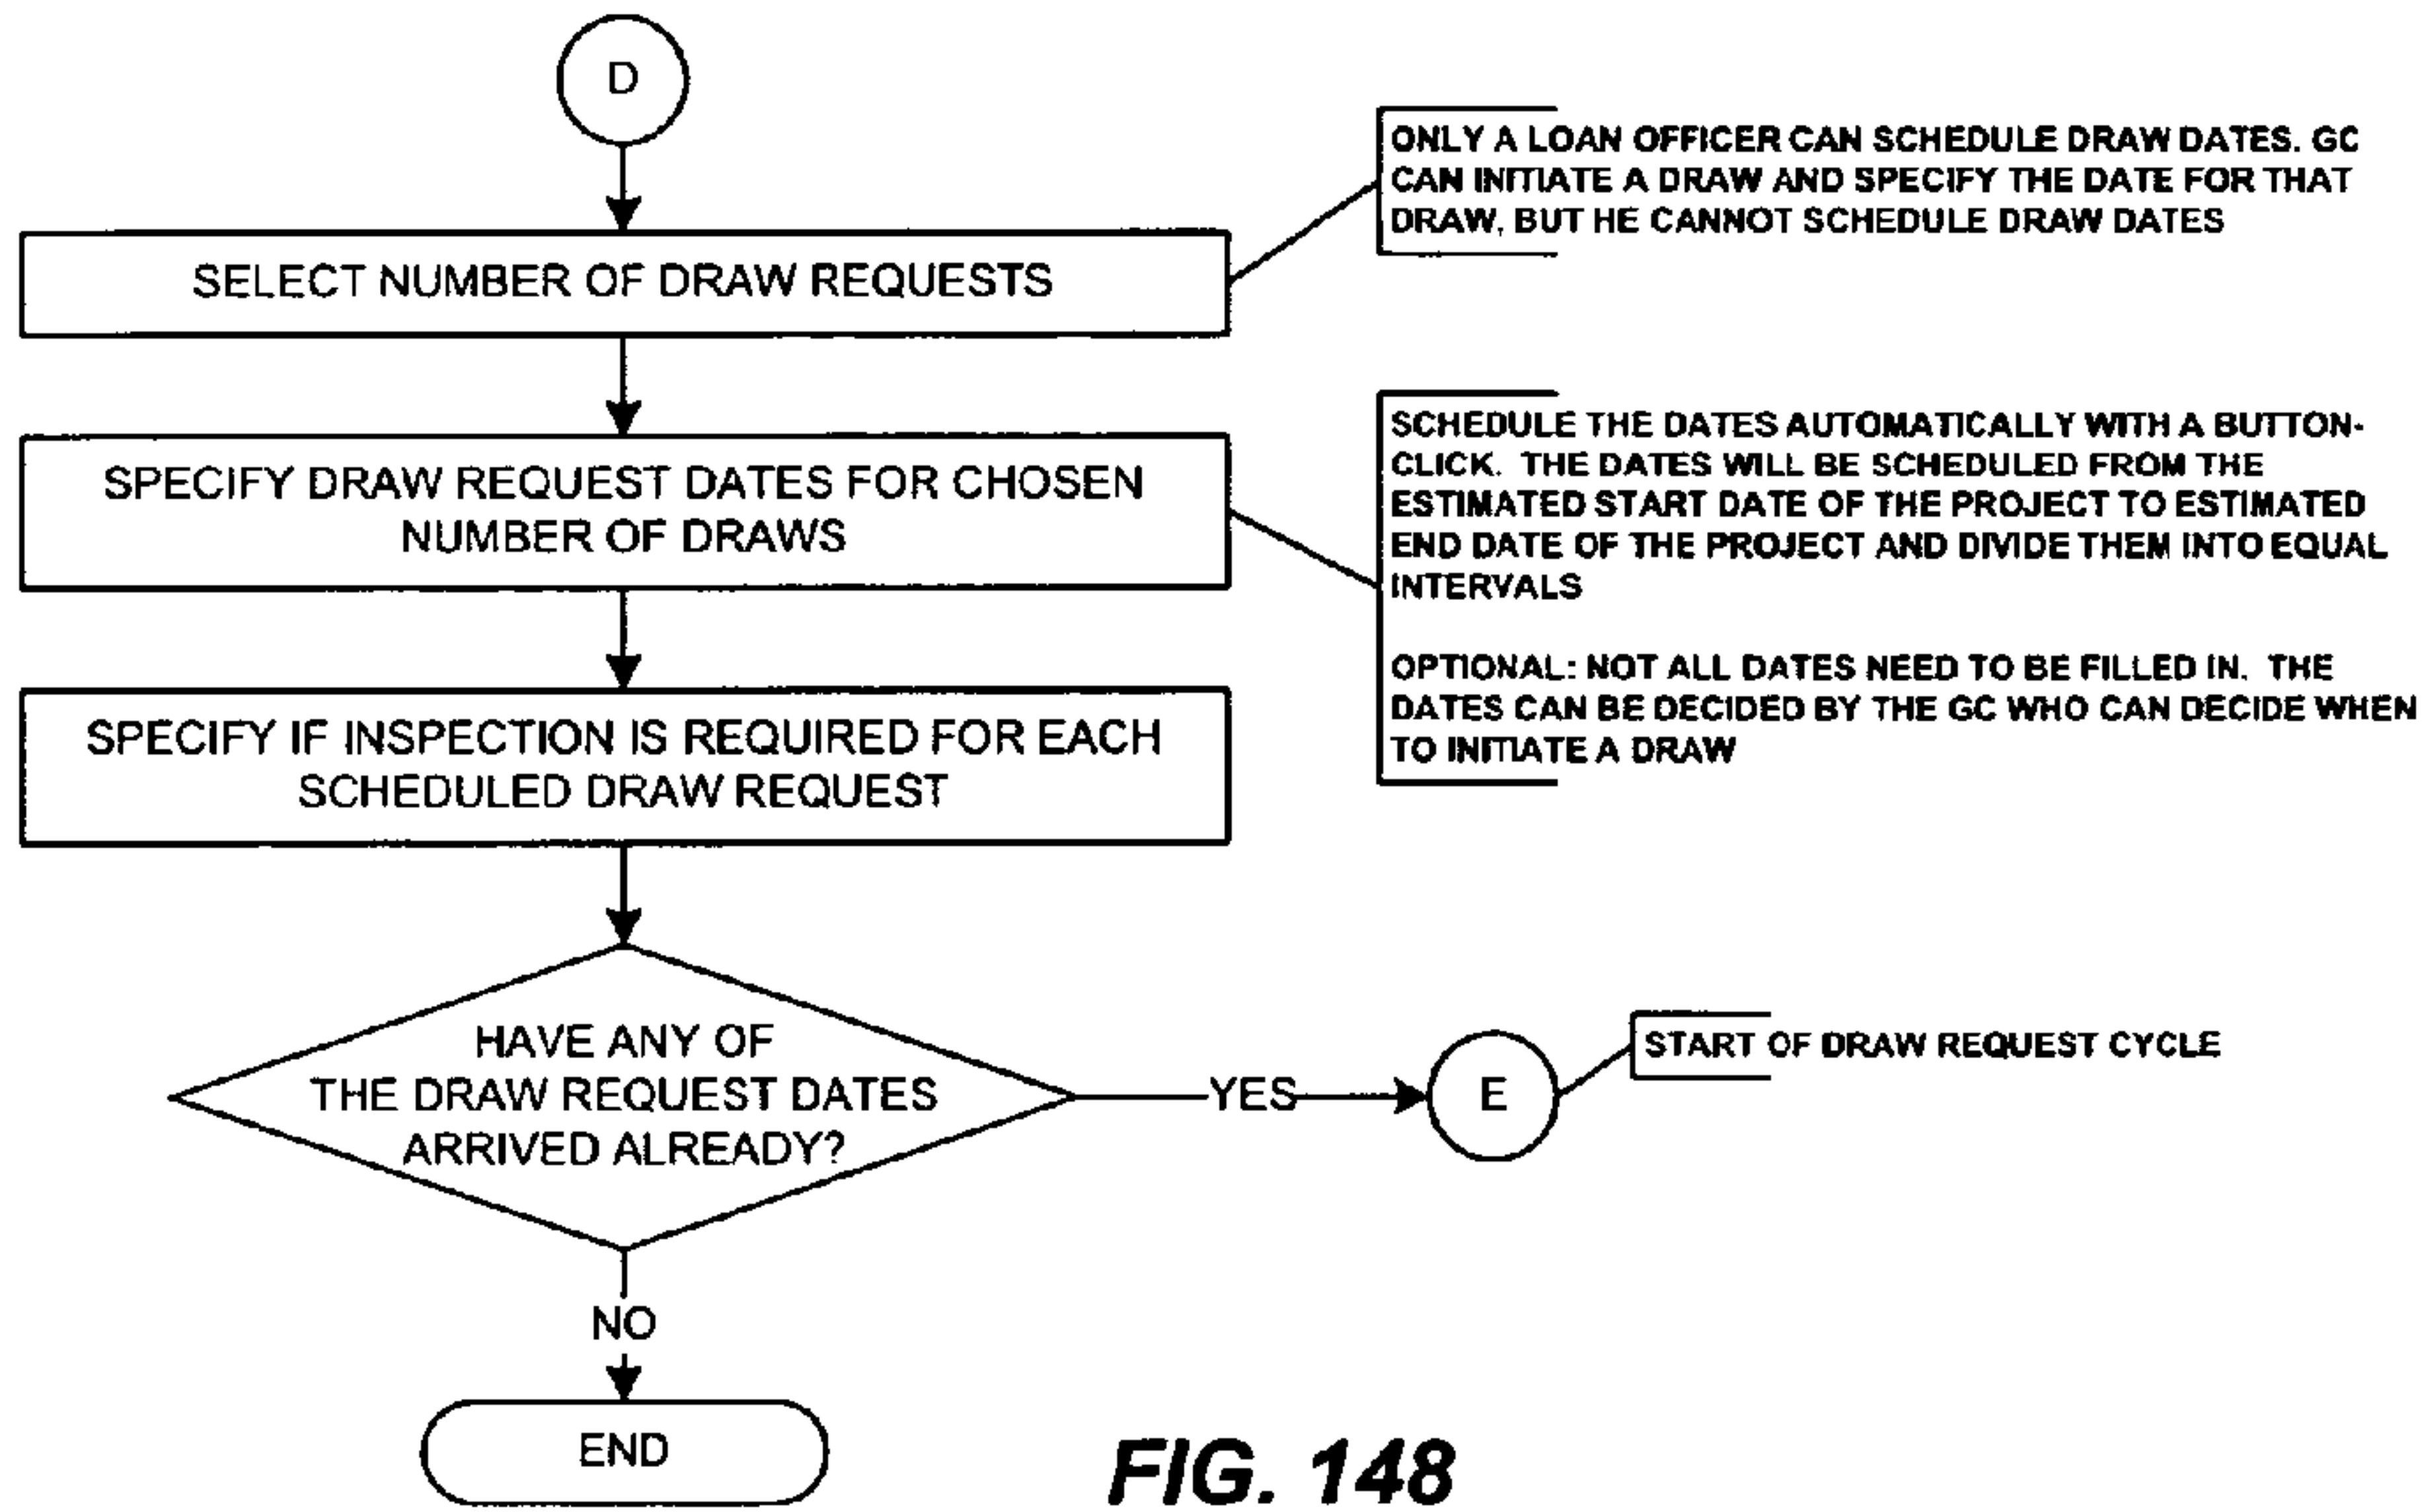 D
ONLY A LOAN OFFICER CAN SCHEDULE DRAW DATES. GC
CAN INITIATE A DRAW AND SPECIFY THE DATE FOR THAT
DRAW, BUT HE CANNOT SCHEDULE DRAW DATES
SELECT NUMBER OF DRAW REQUESTS
SPECIFY DRAW REQUEST DATES FOR CHOSEN
NUMBER OF DRAWS
SCHEDULE THE DATES AUTOMATICALLY WITH A BUTTON-
CLICK. THE DATES WILL BE SCHEDULED FROM THE
ESTIMATED START DATE OF THE PROJECT TO ESTIMATED
END DATE OF THE PROJECT AND DIVIDE THEM INTO EQUAL
INTERVALS
OPTIONAL: NOT ALL DATES NEED TO BE FILLED IN. THE
DATES CAN BE DECIDED BY THE GC WHO CAN DECIDE WHEN
TO INITIATE A DRAW
SPECIFY IF INSPECTION IS REQUIRED FOR EACH
SCHEDULED DRAW REQUEST
HAVE ANY OF
THE DRAW REQUEST DATES
ARRIVED ALREADY?
YES
E
START OF DRAW REQUEST CYCLE
NO
END
FIG. 148